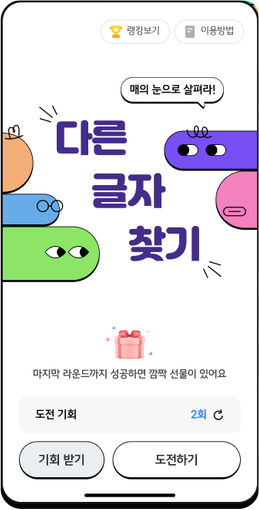 랭킹보기
이용방법
매의 눈으로 살펴라!
다른
글자
찾기
마지막 라운드까지 성공하면 깜짝 선물이 있어요
도전 기회
2회
기회 받기
도전하기